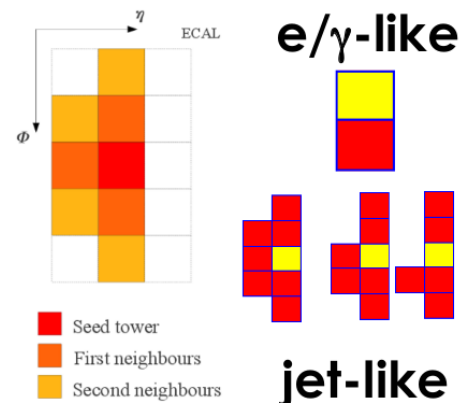 η
ECAL
Φ
Seed tower
First neighbours
Second neighbours
e/γ-like
jet-like